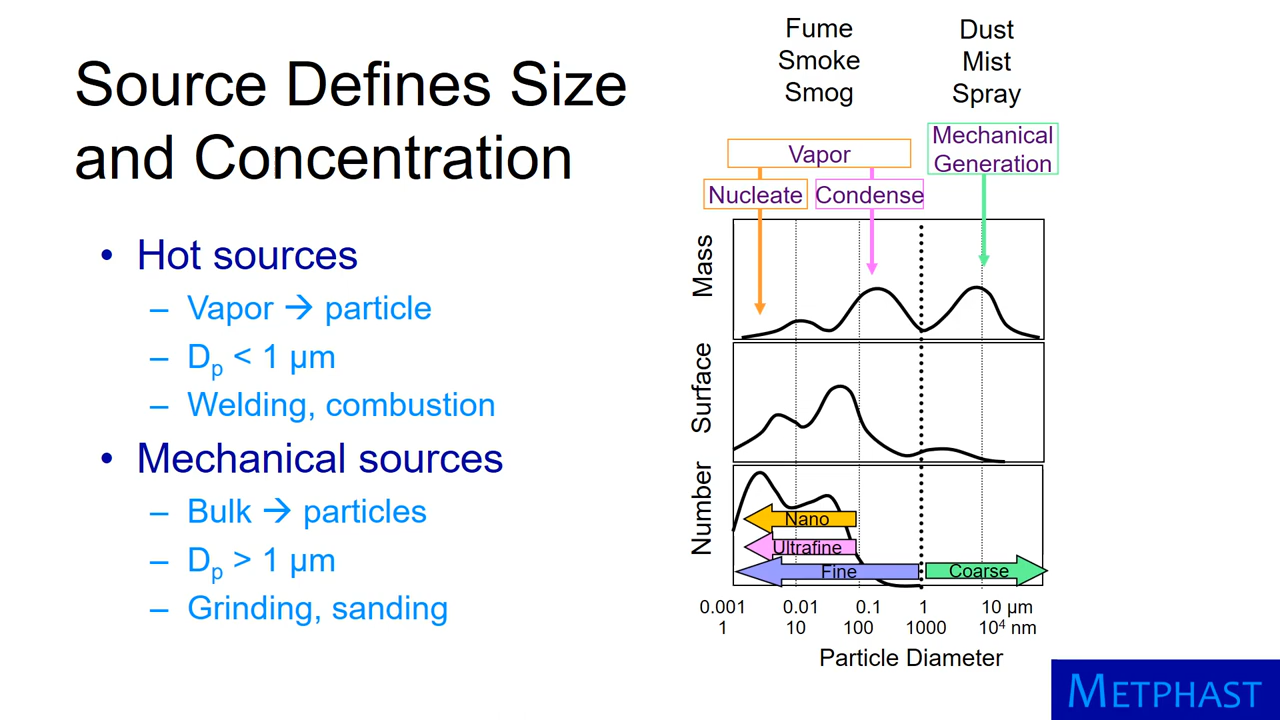 Source Defines Size
and Concentration
• Hot sources
– Vapor → particle
– Dp < 1 µm
– Welding, combustion
• Mechanical sources
– Bulk → particles
– Dp > 1 µm
– Grinding, sanding
Fume
Smoke
Smog
Dust
Mist
Spray
Vapor
Mechanical
Generation
Nucleate
Condense
Mass
Surface
Number
Nano
Ultrafine
Fine
Coarse
0.001 0.01 0.1 1 10 µm
1 10 100 1000 10⁴ nm
Particle Diameter
METPHAST